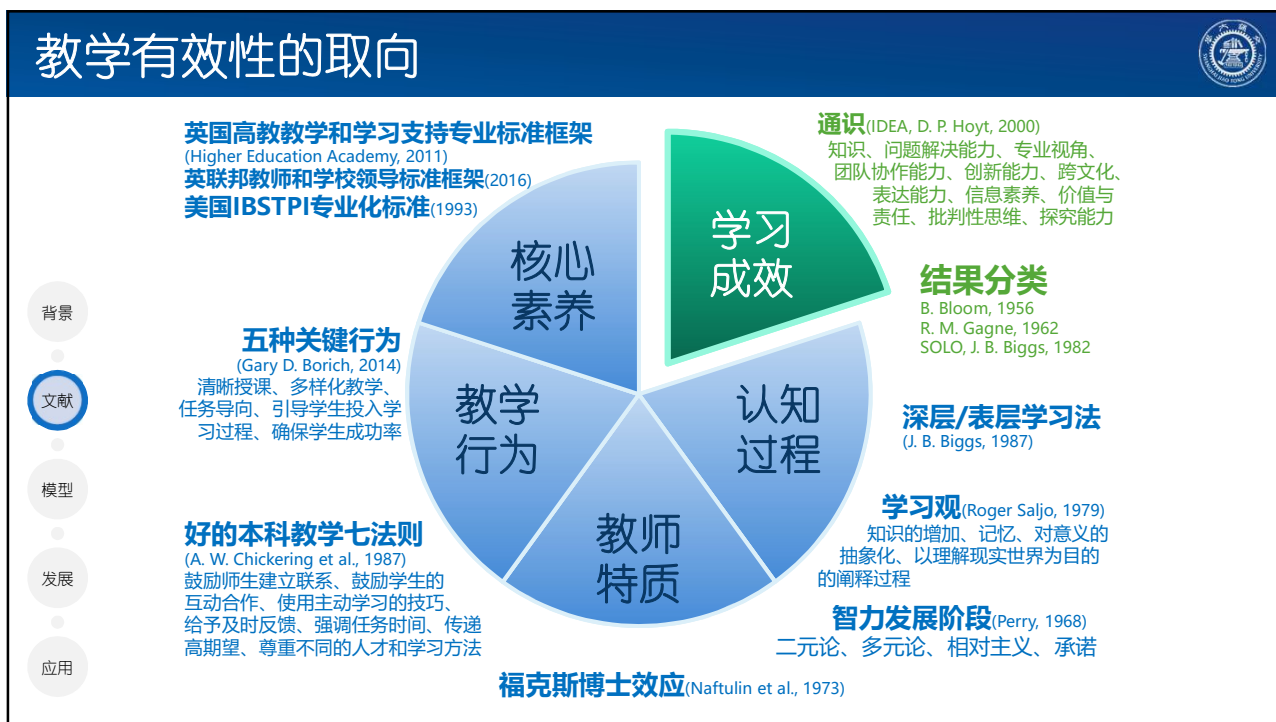 教学有效性的取向
SHANGHAI JIAO TONG UNIVERSITY
英国高教教学和学习支持专业标准框架
(Higher Education Academy, 2011)
英联邦教师和学校领导标准框架(2016)
美国IBSTPI专业化标准(1993)
通识(IDEA, D. P. Hoyt, 2000)
知识、问题解决能力、专业视角、
团队协作能力、创新能力、跨文化、
表达能力、信息素养、价值与
责任、批判性思维、探究能力
学习
成效
核心
素养
结果分类
B. Bloom, 1956
R. M. Gagne, 1962
SOLO, J. B. Biggs, 1982
背景
文献
模型
发展
应用
五种关键行为
(Gary D. Borich, 2014)
清晰授课、多样化教学、
任务导向、引导学生投入学
习过程、确保学生成功率
教学
行为
认知
过程
深层/表层学习法
(J. B. Biggs, 1987)
学习观(Roger Saljo, 1979)
知识的增加、记忆、对意义的
抽象化、以理解现实世界为目的
的阐释过程
好的本科教学七法则
(A. W. Chickering et al., 1987)
鼓励师生建立联系、鼓励学生的
互动合作、使用主动学习的技巧、
给予及时反馈、强调任务时间、传递
高期望、尊重不同的人才和学习方法
教师
特质
智力发展阶段(Perry, 1968)
二元论、多元论、相对主义、承诺
福克斯博士效应(Naftulin et al., 1973)